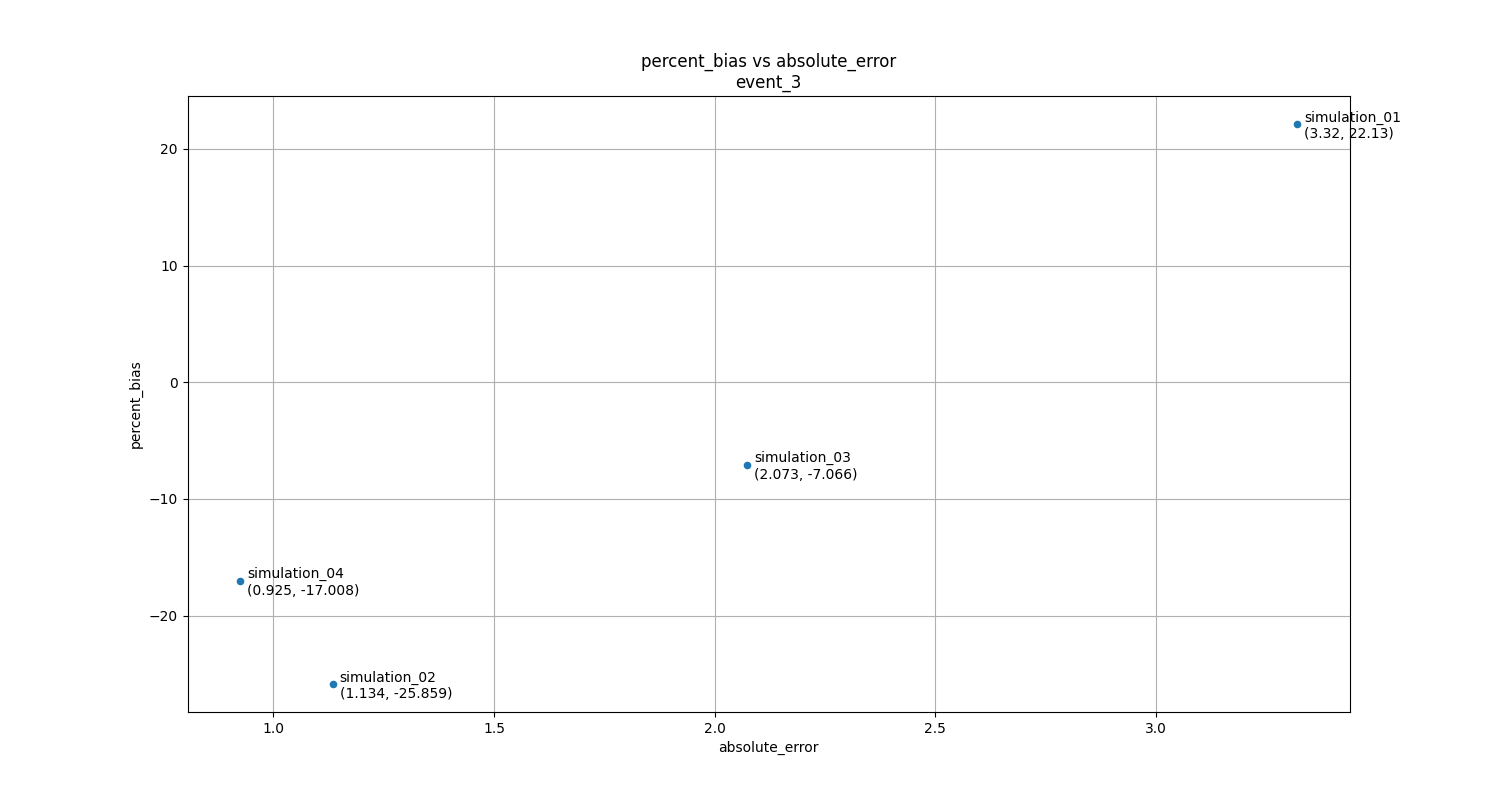 percent_bias vs absolute_error
event_3
simulation_01
(3.32, 22.13)
20
10
percent_bias
0
simulation_03
(2.073, -7.066)
−10
simulation_04
(0.925, -17.008)
−20
simulation_02
(1.134, -25.859)
1.0
1.5
2.0
2.5
3.0
absolute_error